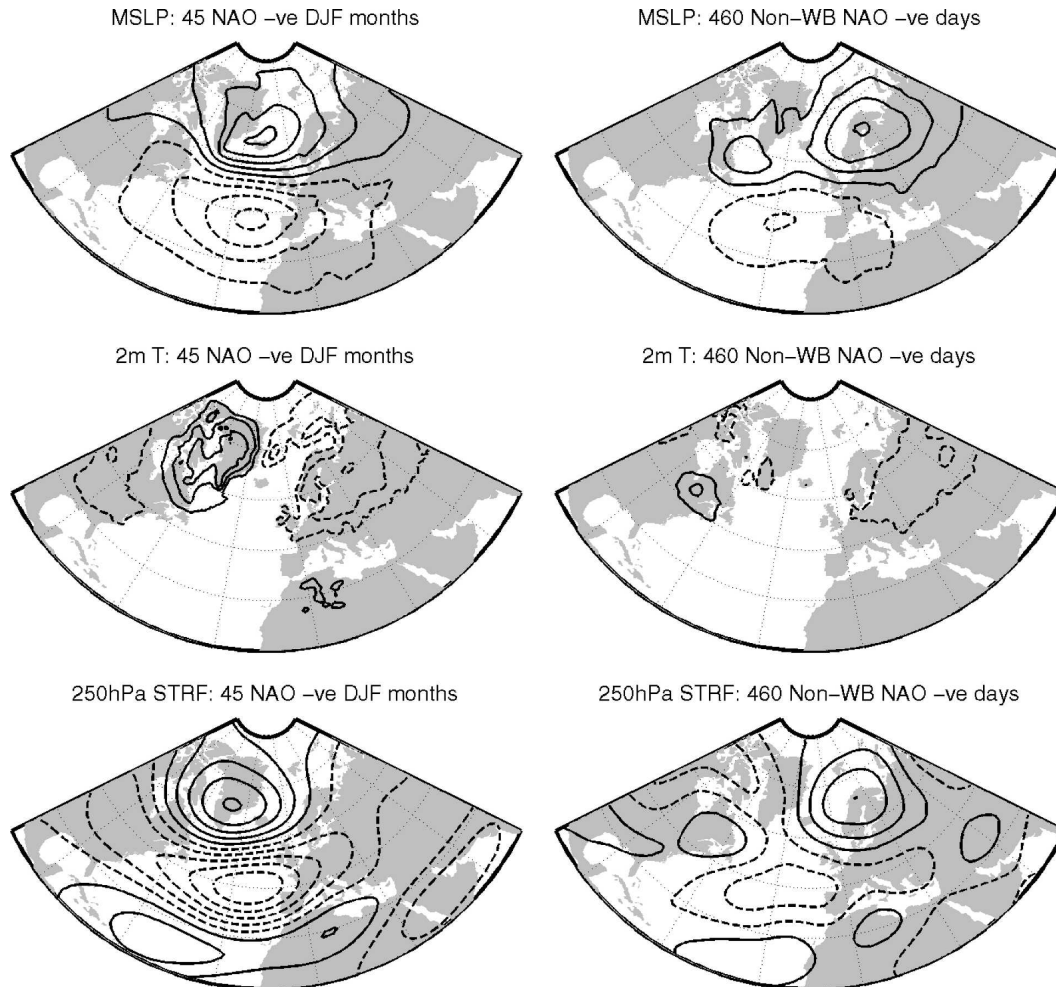 MSLP: 45 NAO −ve DJF months
MSLP: 460 Non−WB NAO −ve days
2m T: 45 NAO −ve DJF months
2m T: 460 Non−WB NAO −ve days
250hPa STRF: 45 NAO −ve DJF months
250hPa STRF: 460 Non−WB NAO −ve days